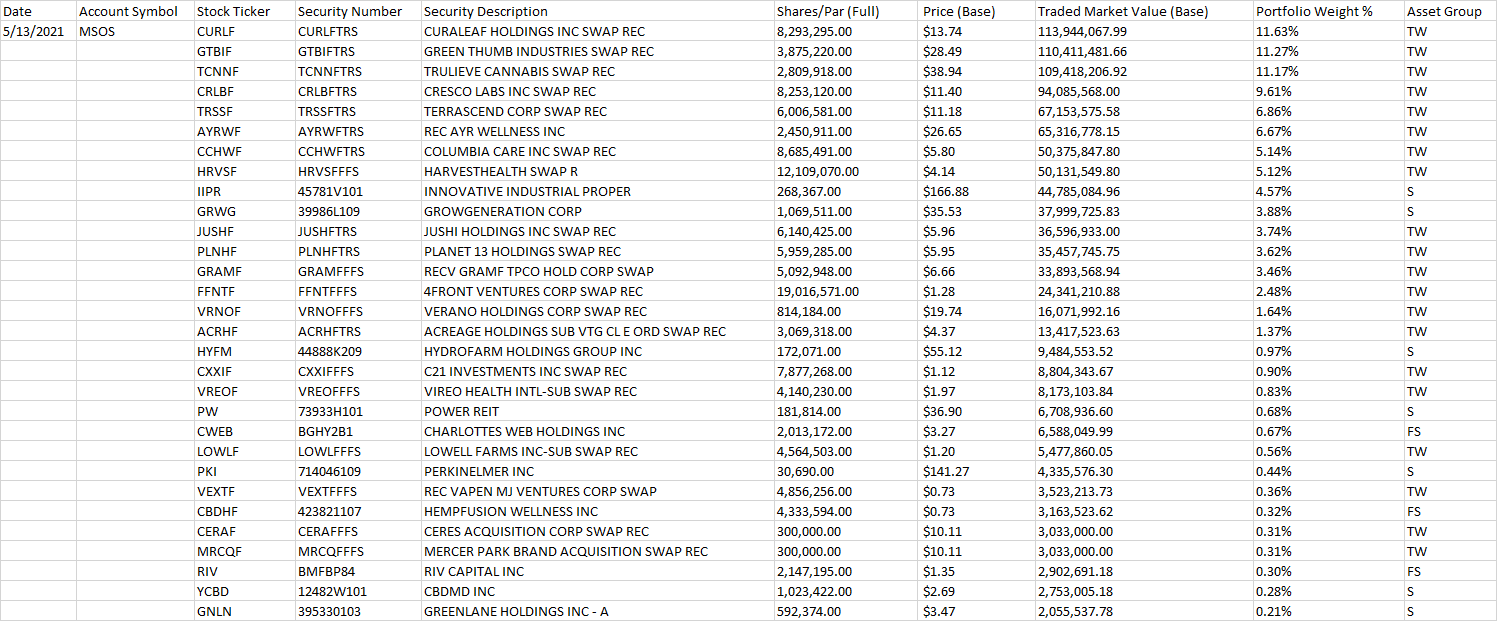 Date Account Symbol Stock Ticker Security Number Security Description Shares/Par (Full) Price (Base) Traded Market Value (Base) Portfolio Weight % Asset Group
5/13/2021 MSOS CURLF CURLFTRS CURALEAF HOLDINGS INC SWAP REC 8,293,295.00 $13.74 113,944,067.99 11.63% TW
GTBIF GTBIFTRS GREEN THUMB INDUSTRIES SWAP REC 3,875,220.00 $28.49 110,411,481.66 11.27% TW
TCNNF TCNNFTRS TRULIEVE CANNABIS SWAP REC 2,809,918.00 $38.94 109,418,206.92 11.17% TW
CRLBF CRLBFTRS CRESCO LABS INC SWAP REC 8,253,120.00 $11.40 94,085,568.00 9.61% TW
TRSSF TRSSFTRS TERRASCEND CORP SWAP REC 6,006,581.00 $11.18 67,153,575.58 6.86% TW
AYRWF AYRWFTRS REC AYR WELLNESS INC 2,450,911.00 $26.65 65,316,778.15 6.67% TW
CCHWF CCHWFTRS COLUMBIA CARE INC SWAP REC 8,685,491.00 $5.80 50,375,847.80 5.14% TW
HRVSF HRVSFFFS HARVESTHEALTH SWAP R 12,109,070.00 $4.14 50,131,549.80 5.12% TW
IIPR 45781V101 INNOVATIVE INDUSTRIAL PROPER 268,367.00 $166.88 44,785,084.96 4.57% S
GRWG 39986L109 GROWGENERATION CORP 1,069,511.00 $35.53 37,999,725.83 3.88% S
JUSHF JUSHFTRS JUSHI HOLDINGS INC SWAP REC 6,140,425.00 $5.96 36,596,933.00 3.74% TW
PLNHF PLNHFTRS PLANET 13 HOLDINGS SWAP REC 5,959,285.00 $5.95 35,457,745.75 3.62% TW
GRAMF GRAMFFFS RECV GRAMF TPCO HOLD CORP SWAP 5,092,948.00 $6.66 33,893,568.94 3.46% TW
FFNTF FFNTFFFS 4FRONT VENTURES CORP SWAP REC 19,016,571.00 $1.28 24,341,210.88 2.48% TW
VRNOF VRNOFFFS VERANO HOLDINGS CORP SWAP REC 814,184.00 $19.74 16,071,992.16 1.64% TW
ACRHF ACRHFTRS ACREAGE HOLDINGS SUB VTG CL E ORD SWAP REC 3,069,318.00 $4.37 13,417,523.63 1.37% TW
HYFM 44888K209 HYDROFARM HOLDINGS GROUP INC 172,071.00 $55.12 9,484,553.52 0.97% S
CXXIF CXXIFFFS C21 INVESTMENTS INC SWAP REC 7,877,268.00 $1.12 8,804,343.67 0.90% TW
VREOF VREOFFFS VIREO HEALTH INTL-SUB SWAP REC 4,140,230.00 $1.97 8,173,103.84 0.83% TW
PW 73933H101 POWER REIT 181,814.00 $36.90 6,708,936.60 0.68% S
CWEB BGHY2B1 CHARLOTTES WEB HOLDINGS INC 2,013,172.00 $3.27 6,588,049.99 0.67% FS
LOWLF LOWLFFFS LOWELL FARMS INC-SUB SWAP REC 4,564,503.00 $1.20 5,477,860.05 0.56% TW
PKI 714046109 PERKINELMER INC 30,690.00 $141.27 4,335,576.30 0.44% S
VEXTF VEXTFFFS REC VAPEN MJ VENTURES CORP SWAP 4,856,256.00 $0.73 3,523,213.73 0.36% TW
CBDHF 423821107 HEMPFUSION WELLNESS INC 4,333,594.00 $0.73 3,163,523.62 0.32% FS
CERAF CERAFFFS CERES ACQUISITION CORP SWAP REC 300,000.00 $10.11 3,033,000.00 0.31% TW
MRCQF MRCQFFFS MERCER PARK BRAND ACQUISITION SWAP REC 300,000.00 $10.11 3,033,000.00 0.31% TW
RIV BMFBP84 RIV CAPITAL INC 2,147,195.00 $1.35 2,902,691.18 0.30% FS
YCBD 12482W101 CBDMD INC 1,023,422.00 $2.69 2,753,005.18 0.28% S
GNLN 395330103 GREENLANE HOLDINGS INC - A 592,374.00 $3.47 2,055,537.78 0.21% S